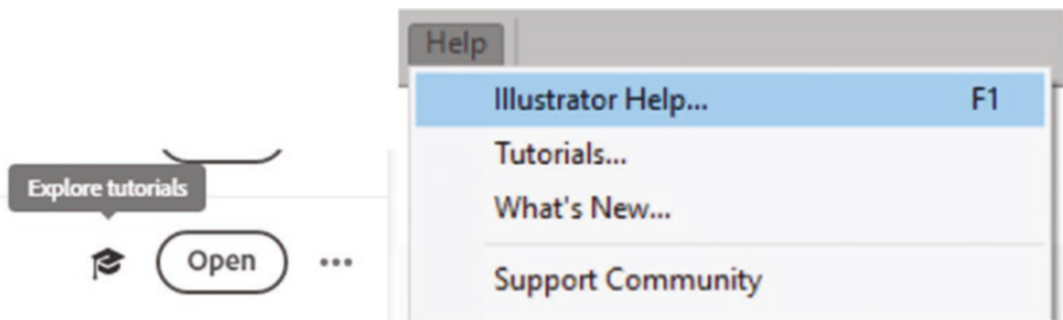 Explore tutorials
Open
Help
Illustrator Help... F1
Tutorials...
What's New...
Support Community